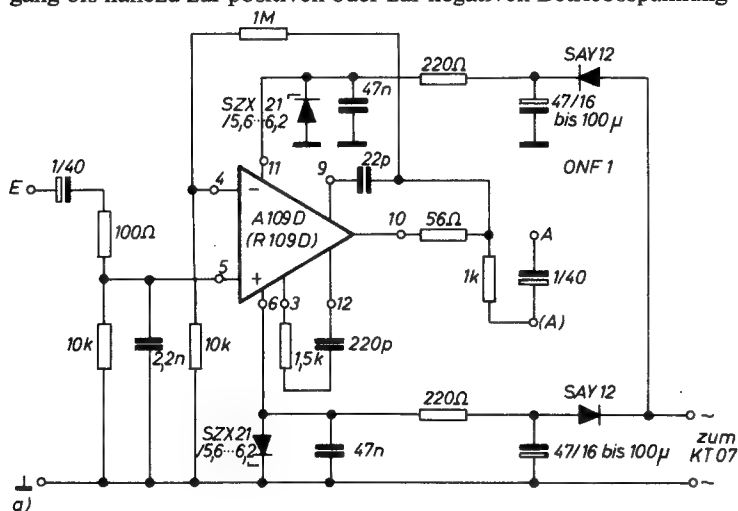 gang bis nahezu zur positiven oder zur negativen Betriebsspannung
1M
SAY12
220Ω
47n
SZX 21
/5,6...6,2
47/16
bis 100µ
ONF 1
11
9
22p
1/40
E
4
−
A109D
(R109D)
10
56Ω
A
100Ω
5
+
1k
1/40
6
3
12
(A)
10k
2,2n
10k
1,5k
220p
SAY12
220Ω
SZX21
/5,6...6,2
47n
47/16 bis 100µ
~
zum
KT07
⊥
~
a)